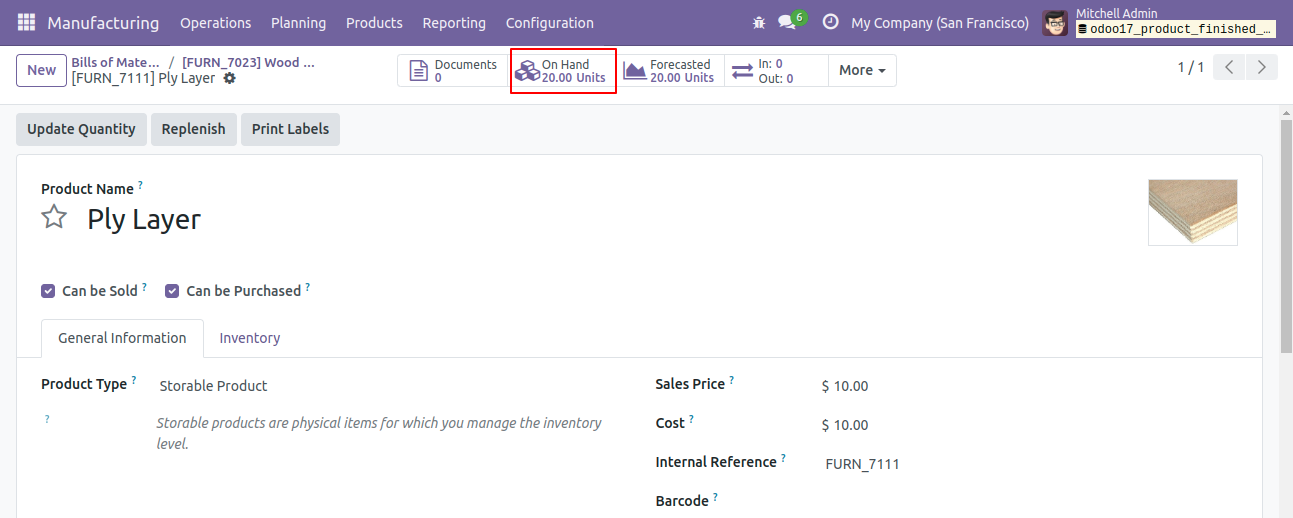 Manufacturing Operations Planning Products Reporting Configuration 6 My Company (San Francisco) Mitchell Admin
odoo17_product_finished_...
New Bills of Mate... / [FURN_7023] Wood ...
[FURN_7111] Ply Layer
Documents
0
On Hand
20.00 Units
Forecasted
20.00 Units
In: 0
Out: 0
More
1 / 1
Update Quantity Replenish Print Labels
Product Name ?
Ply Layer
Can be Sold ? Can be Purchased ?
General Information Inventory
Product Type ? Storable Product
?
Storable products are physical items for which you manage the inventory
level.
Sales Price ? $ 10.00
Cost ? $ 10.00
Internal Reference ? FURN_7111
Barcode ?